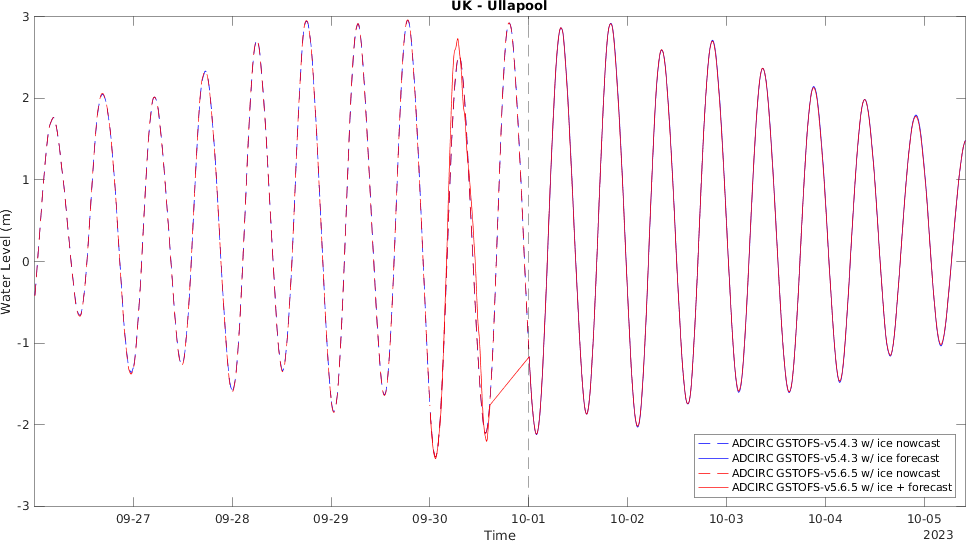 UK - Ullapool
3
2
1
0
-1
-2
-3
Water Level (m)
ADCIRC GSTOFS-v5.4.3 w/ ice nowcast
ADCIRC GSTOFS-v5.4.3 w/ ice forecast
ADCIRC GSTOFS-v5.6.5 w/ ice nowcast
ADCIRC GSTOFS-v5.6.5 w/ ice + forecast
09-27 09-28 09-29 09-30 10-01 10-02 10-03 10-04 10-05
Time
2023